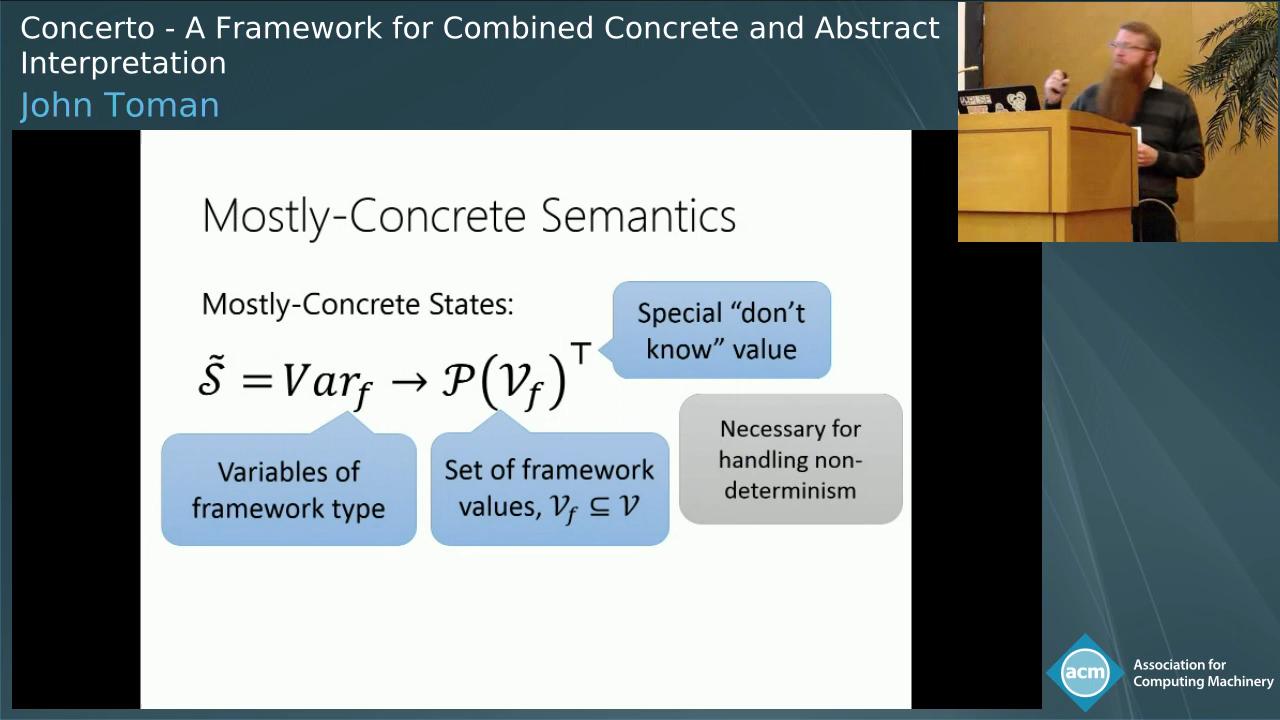 Concerto - A Framework for Combined Concrete and Abstract
Interpretation
John Toman
Mostly-Concrete Semantics
Mostly-Concrete States:
Special “don’t
know” value
𝒮̃ = Var_f → 𝒫(𝒱_f)^⊤
Necessary for
handling non-
determinism
Variables of
framework type
Set of framework
values, 𝒱_f ⊆ 𝒱
acm
Association for
Computing Machinery